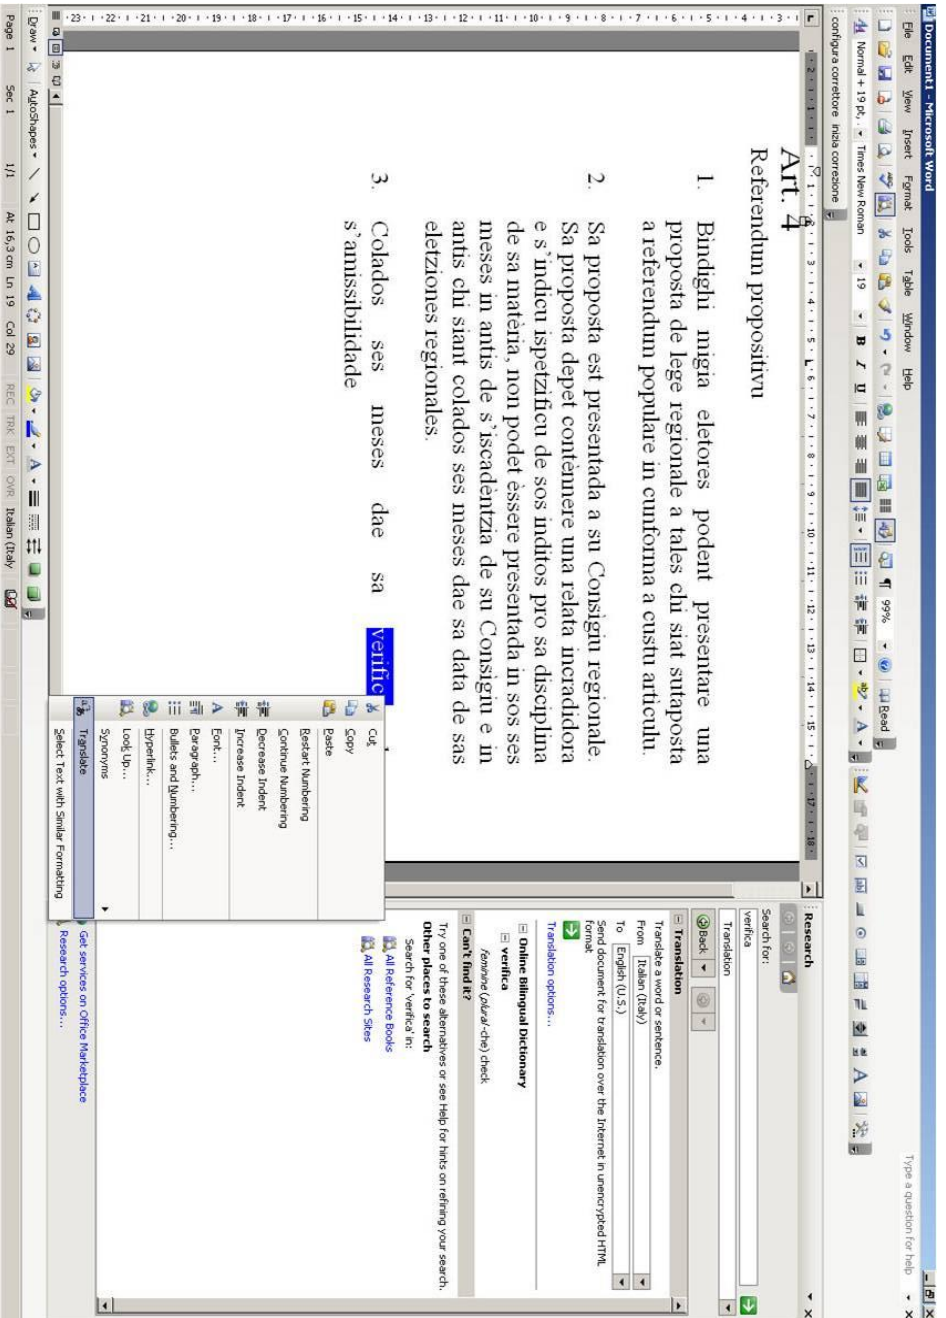 Document1 - Microsoft Word
File Edit View Insert Format Tools Table Window Help
Type a question for help
99% Read
Normal + 19 pt, Times New Roman 19 B I U
configura correttore inizia correzione
Art. 4
Referendum propositivu
1. Bindighi migia eletores podent presentare una
proposta de lege regionale a tales chi siat sutaposta
a referendum populare in cunforma a custu articulu.
2. Sa proposta est presentada a su Consigiu regionale.
Sa proposta depet contènnere una relata incradidora
e s'indicu ispetzificu de sos inditos pro sa disciplina
de sa matèria, non podet èssere presentada in sos ses
meses in antis de s'iscadèntzia de su Consigiu e in
antis chi siant colados ses meses dae sa data de sas
eletziones regionales.
3. Colados ses meses dae sa verific
s'amissibilidade
Cut
Copy
Paste
Restart Numbering
Continue Numbering
Decrease Indent
Increase Indent
Font...
Paragraph...
Bullets and Numbering...
Hyperlink...
Look Up...
Synonyms
Translate
Select Text with Similar Formatting
Research
Search for:
verifica
Translation
Back
Translation
Translate a word or sentence.
From Italian (Italy)
To English (U.S.)
Send document for translation over the Internet in unencrypted HTML
format
Translation options...
Online Bilingual Dictionary
verifica
feminine (plural -che) check
Can't find it?
Try one of these alternatives or see Help for hints on refining your search.
Other places to search
Search for 'verifica' in:
All Reference Books
All Research Sites
Get services on Office Marketplace
Research options...
Draw AutoShapes
Page 1 Sec 1 1/1 At 16,3 cm Ln 19 Col 29 REC TRK EXT OVR Italian (Italy